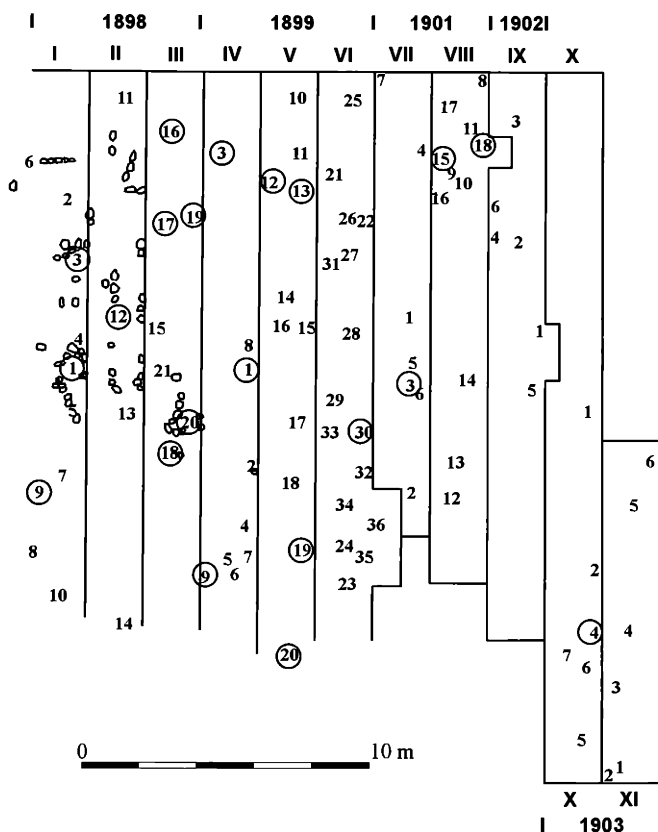 I 1898 I 1899 I 1901 I 1902 I
I II III IV V VI VII VIII IX X
7 8
11 10 25 17 3
16 11 18
6 3 11 4 15
12 13 21 9 10
2 16
17 19 26 22 6
4 2
3 31 27
14
12 15 16 15 28 1 1
4 8
1 21 1 5 14
3 6 5
5 13 20 17 29 1
33 30
18 2 32 13 6
7 18
9 34 2 12 5
4 36
8 5 7 19 24 35
9 6 23 2
10
14 4 4
20 7 6
3
5
0 10 m
2 1
X XI
I 1903